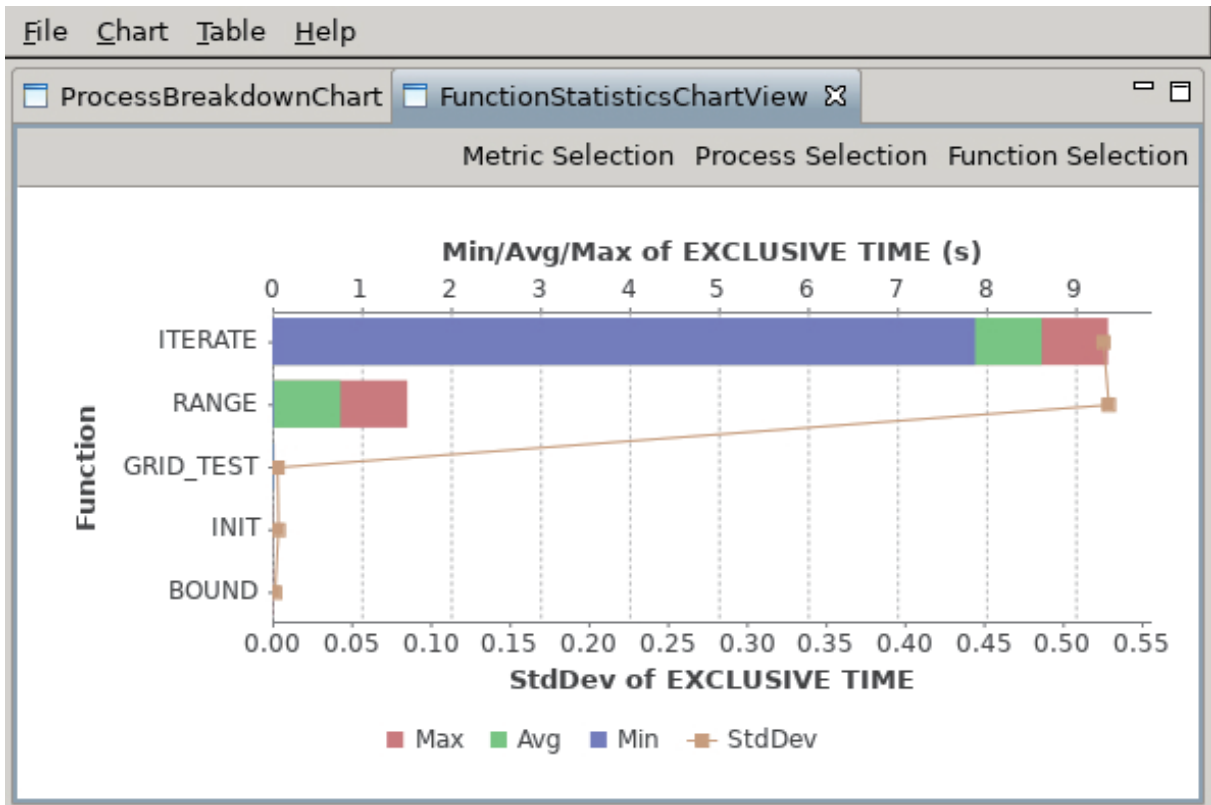 File Chart Table Help
ProcessBreakdownChart FunctionStatisticsChartView
Metric Selection Process Selection Function Selection
Min/Avg/Max of EXCLUSIVE TIME (s)
0 1 2 3 4 5 6 7 8 9
Function
ITERATE
RANGE
GRID_TEST
INIT
BOUND
0.00 0.05 0.10 0.15 0.20 0.25 0.30 0.35 0.40 0.45 0.50 0.55
StdDev of EXCLUSIVE TIME
Max Avg Min StdDev